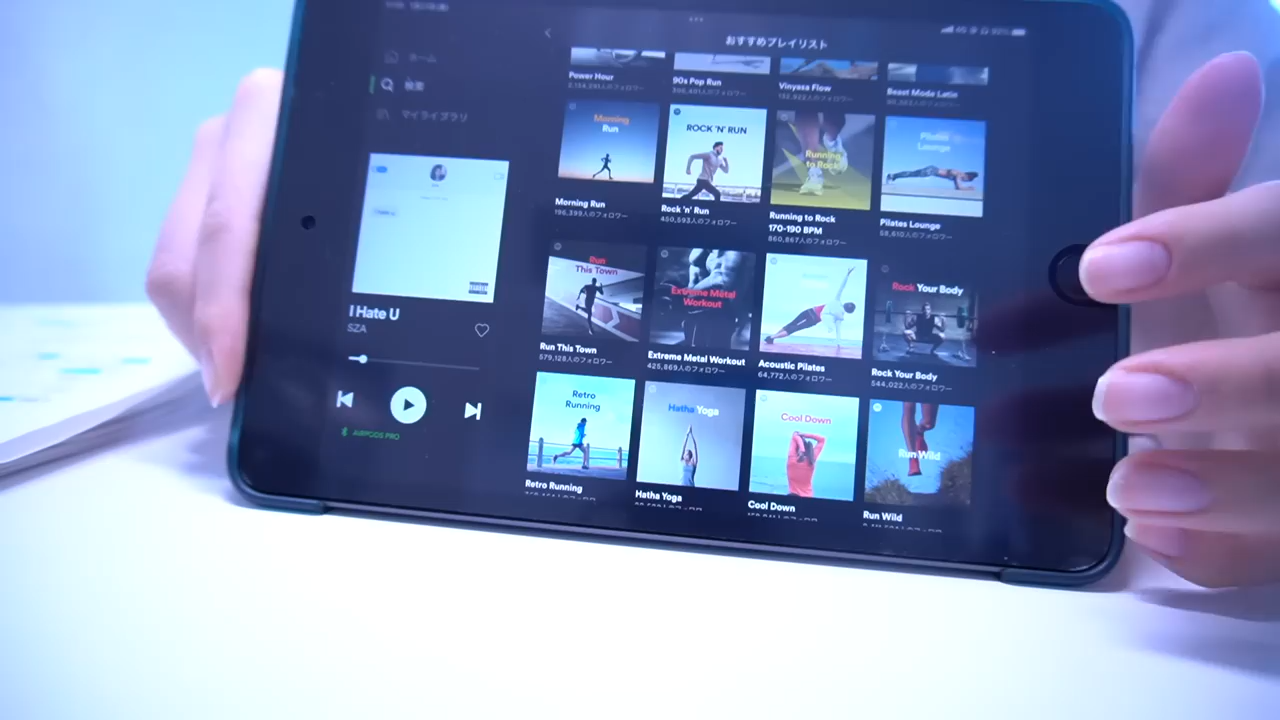 おすすめプレイリスト
ホーム
検索
マイライブラリ
I Hate U
SZA
AIRPODS PRO
Power Hour
90s Pop Run
Vinyasa Flow
Beast Mode Latin
Morning
Run
ROCK 'N' RUN
Running
to Rock
Pilates
Lounge
Morning Run
196,399人のフォロワー
Rock 'n' Run
450,593人のフォロワー
Running to Rock
170-190 BPM
860,867人のフォロワー
Pilates Lounge
58,610人のフォロワー
Run
This Town
Extreme Metal
Workout
Rock Your Body
Run This Town
579,128人のフォロワー
Extreme Metal Workout
425,869人のフォロワー
Acoustic Pilates
64,772人のフォロワー
Rock Your Body
544,022人のフォロワー
Retro
Running
Hatha Yoga
Cool Down
Run Wild
Retro Running
Hatha Yoga
Cool Down
Run Wild